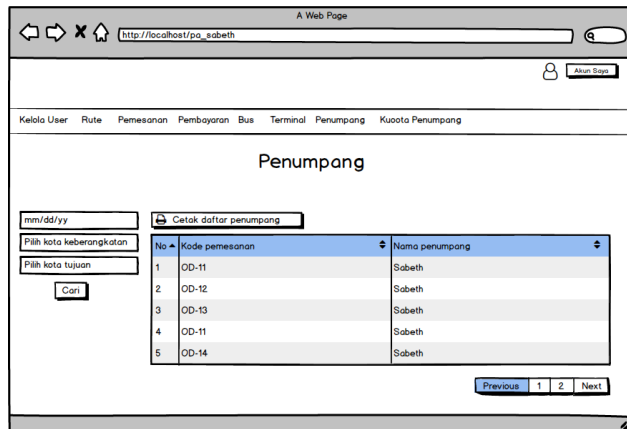 A Web Page
http://localhost/pa_sabeth
Akun Saya
Kelola User Rute Pemesanan Pembayaran Bus Terminal Penumpang Kuoota Penumpang
Penumpang
mm/dd/yy
Pilih kota keberangkatan
Pilih kota tujuan
Cari
Cetak daftar penumpang
No Kode pemesanan Nama penumpang
1 OD-11 Sabeth
2 OD-12 Sabeth
3 OD-13 Sabeth
4 OD-11 Sabeth
5 OD-14 Sabeth
Previous 1 2 Next